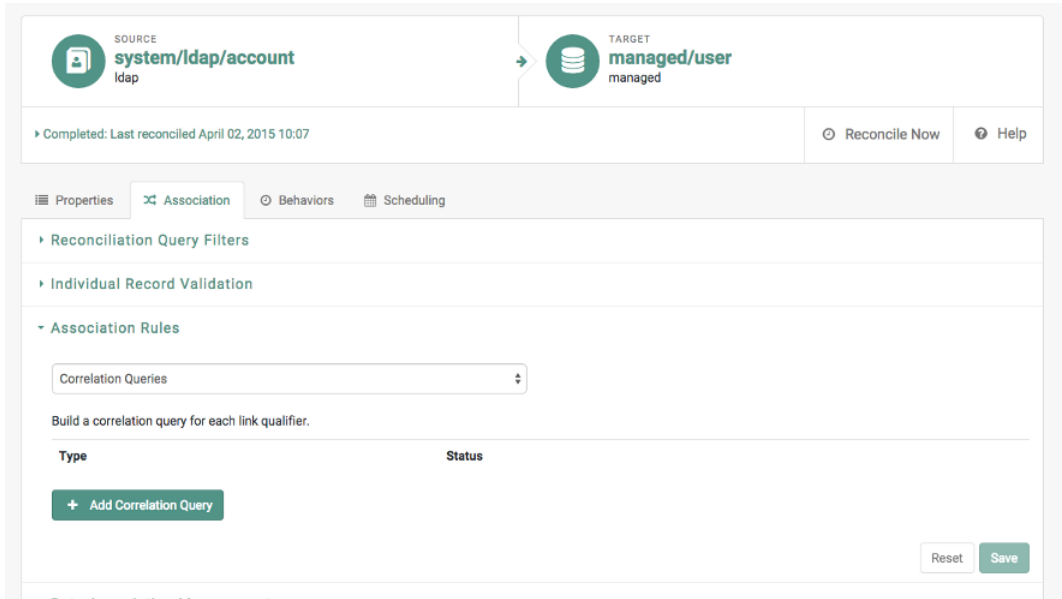 SOURCE
system/ldap/account
ldap
TARGET
managed/user
managed
Completed: Last reconciled April 02, 2015 10:07
Reconcile Now
Help
Properties
Association
Behaviors
Scheduling
Reconciliation Query Filters
Individual Record Validation
Association Rules
Correlation Queries
Build a correlation query for each link qualifier.
Type Status
+ Add Correlation Query
Reset
Save